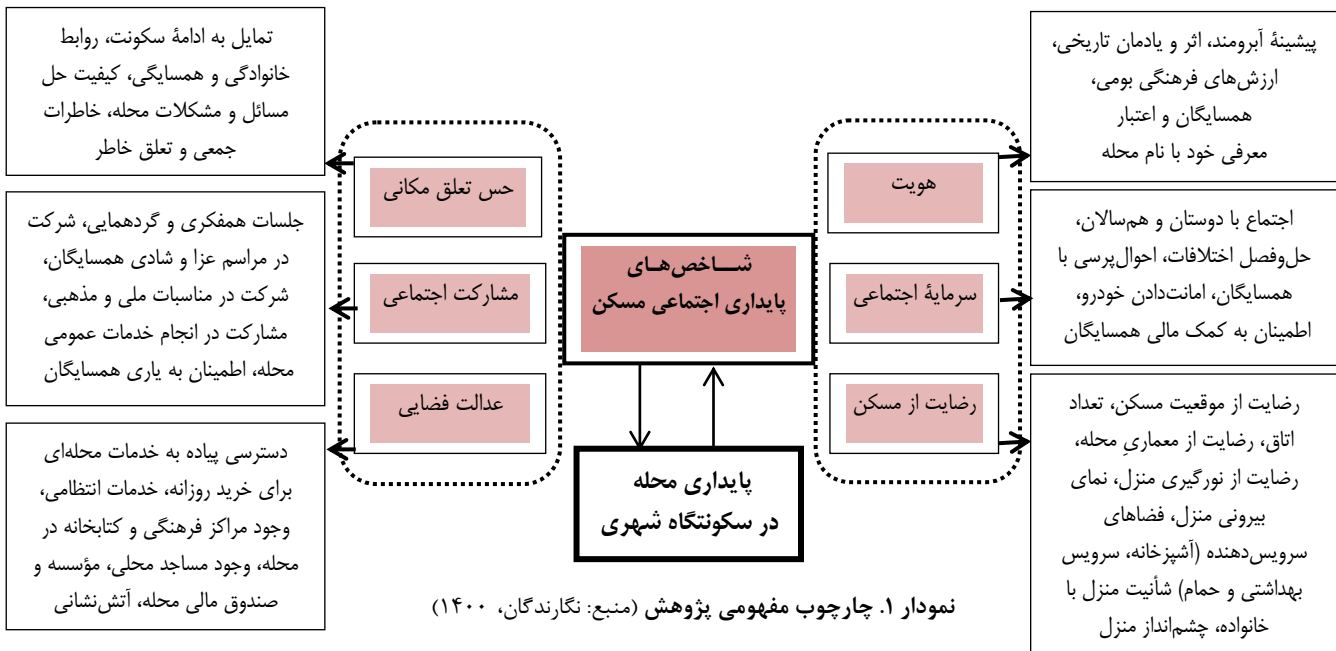 پیشینهٔ آبرومند، اثر و یادمان تاریخی،
ارزش‌های فرهنگی بومی،
همسایگان و اعتبار
معرفی خود با نام محله
اجتماع با دوستان و هم‌سالان،
حل‌وفصل اختلافات، احوال‌پرسی با
همسایگان، امانت‌دادن خودرو،
اطمینان به کمک مالی همسایگان
رضایت از موقعیت مسکن، تعداد
اتاق، رضایت از معماریِ محله،
رضایت از نورگیری منزل، نمای
بیرونی منزل، فضاهای
سرویس‌دهنده (آشپزخانه، سرویس
بهداشتی و حمام) شأنیت منزل با
خانواده، چشم‌انداز منزل
هویت
سرمایهٔ اجتماعی
رضایت از مسکن
شـــاخص‌هـای
پایداری اجتماعی مسکن
پایداری محله
در سکونتگاه شهری
حس تعلق مکانی
مشارکت اجتماعی
عدالت فضایی
تمایل به ادامهٔ سکونت، روابط
خانوادگی و همسایگی، کیفیت حل
مسائل و مشکلات محله، خاطرات
جمعی و تعلق خاطر
جلسات همفکری و گردهمایی، شرکت
در مراسم عزا و شادی همسایگان،
شرکت در مناسبات ملی و مذهبی،
مشارکت در انجام خدمات عمومی
محله، اطمینان به یاری همسایگان
دسترسی پیاده به خدمات محله‌ای
برای خرید روزانه، خدمات انتظامی،
وجود مراکز فرهنگی و کتابخانه در
محله، وجود مساجد محلی، مؤسسه و
صندوق مالی محله، آتش‌نشانی
نمودار ۱. چارچوب مفهومی پژوهش (منبع: نگارندگان، ۱۴۰۰)